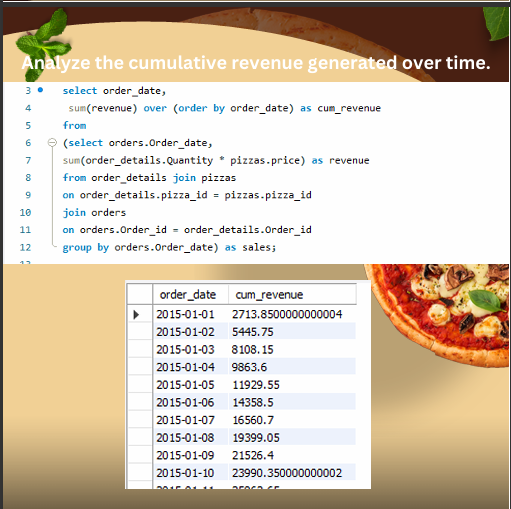 Analyze the cumulative revenue generated over time.
3 select order_date,
4 sum(revenue) over (order by order_date) as cum_revenue
5 from
6 (select orders.Order_date,
7 sum(order_details.Quantity * pizzas.price) as revenue
8 from order_details join pizzas
9 on order_details.pizza_id = pizzas.pizza_id
10 join orders
11 on orders.Order_id = order_details.Order_id
12 group by orders.Order_date) as sales;
order_date cum_revenue
2015-01-01 2713.8500000000004
2015-01-02 5445.75
2015-01-03 8108.15
2015-01-04 9863.6
2015-01-05 11929.55
2015-01-06 14358.5
2015-01-07 16560.7
2015-01-08 19399.05
2015-01-09 21526.4
2015-01-10 23990.350000000002